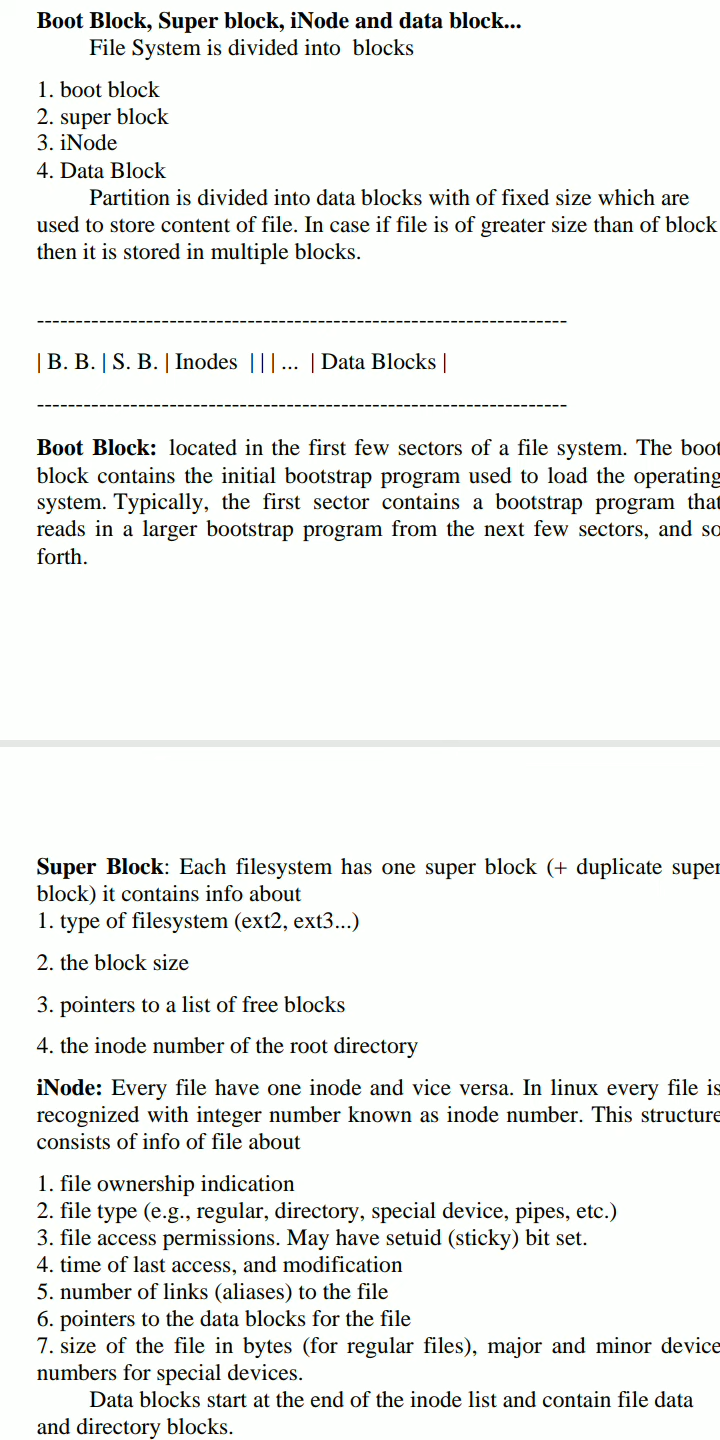 Boot Block, Super block, iNode and data block...
File System is divided into  blocks
1. boot block
2. super block
3. iNode
4. Data Block
Partition is divided into data blocks with of fixed size which are
used to store content of file. In case if file is of greater size than of block
then it is stored in multiple blocks.
--------------------------------------------------------------------
| B. B. | S. B. | Inodes  | | | ...  | Data Blocks |
--------------------------------------------------------------------
Boot Block:  located in the first few sectors of a file system. The boot
block contains the initial bootstrap program used to load the operating
system. Typically, the first sector contains a bootstrap program that
reads in a larger bootstrap program from the next few sectors, and so
forth.
Super Block: Each filesystem has one super block (+ duplicate super
block) it contains info about
1. type of filesystem (ext2, ext3...)
2. the block size
3. pointers to a list of free blocks
4. the inode number of the root directory
iNode: Every file have one inode and vice versa. In linux every file is
recognized with integer number known as inode number. This structure
consists of info of file about
1. file ownership indication
2. file type (e.g., regular, directory, special device, pipes, etc.)
3. file access permissions. May have setuid (sticky) bit set.
4. time of last access, and modification
5. number of links (aliases) to the file
6. pointers to the data blocks for the file
7. size of the file in bytes (for regular files), major and minor device
numbers for special devices.
Data blocks start at the end of the inode list and contain file data
and directory blocks.